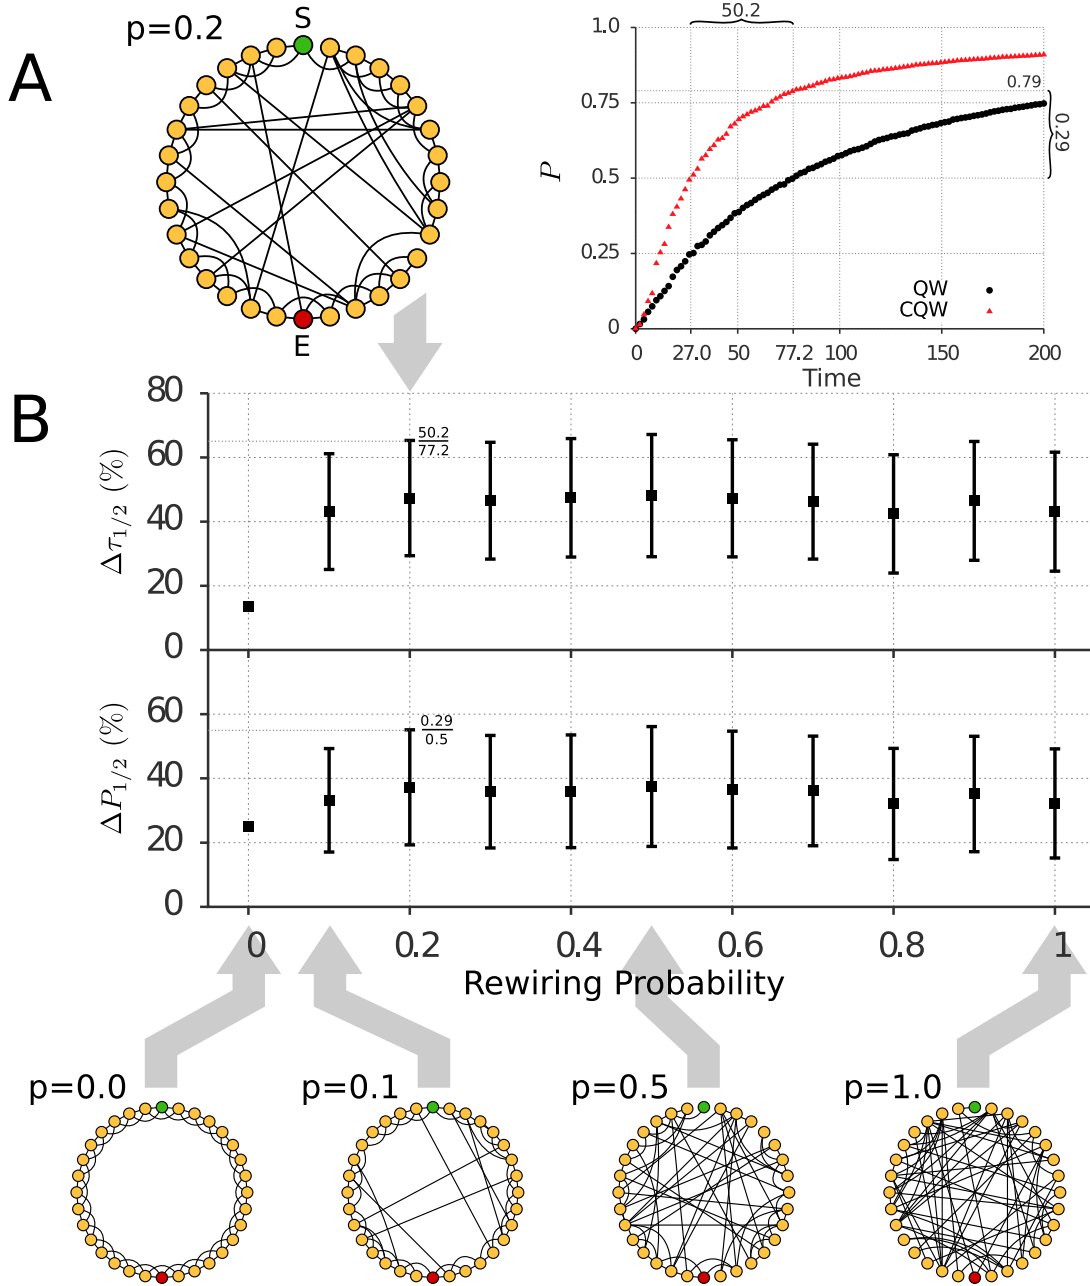 A
p=0.2
S
E
50.2
1.0
0.75
0.5
0.25
0
P
0.79
0.29
QW
CQW
0 27.0 50 77.2 100 150 200
Time
B
80
60
40
20
0
Δτ1/2 (%)
50.2
77.2
60
40
20
0
ΔP1/2 (%)
0.29
0.5
0 0.2 0.4 0.6 0.8 1
Rewiring Probability
p=0.0 p=0.1 p=0.5 p=1.0